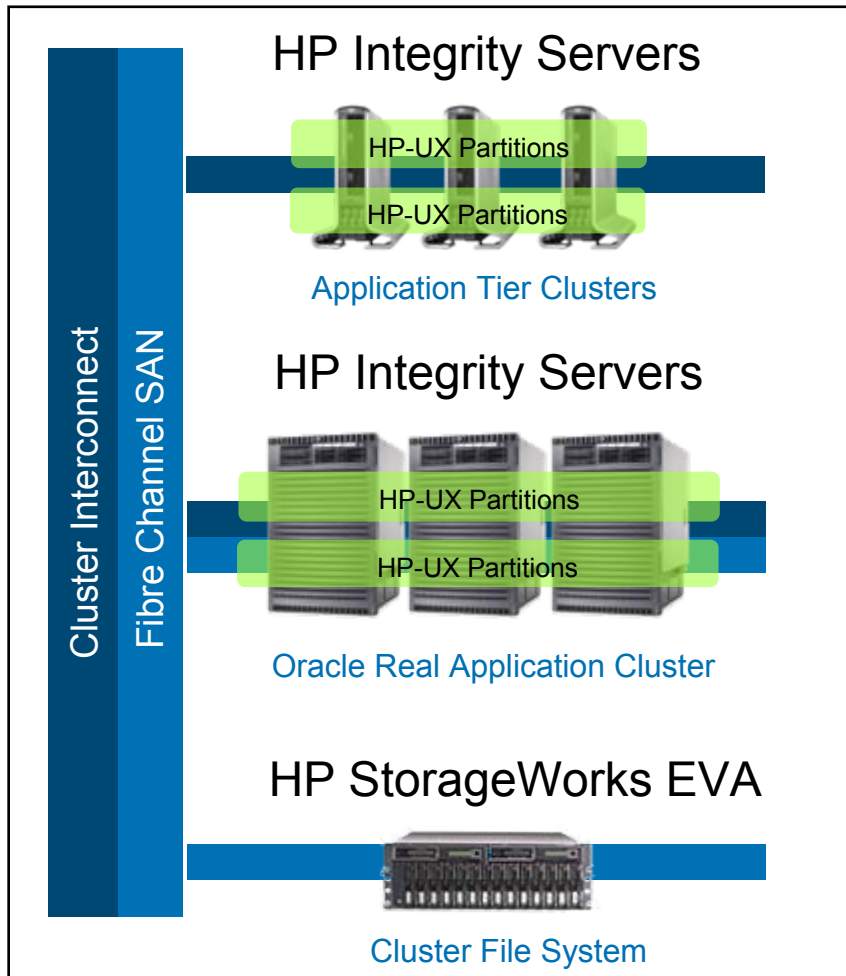 HP Integrity Servers
HP-UX Partitions
HP-UX Partitions
Application Tier Clusters
Cluster Interconnect
Fibre Channel SAN
HP Integrity Servers
HP-UX Partitions
HP-UX Partitions
Oracle Real Application Cluster
HP StorageWorks EVA
Cluster File System